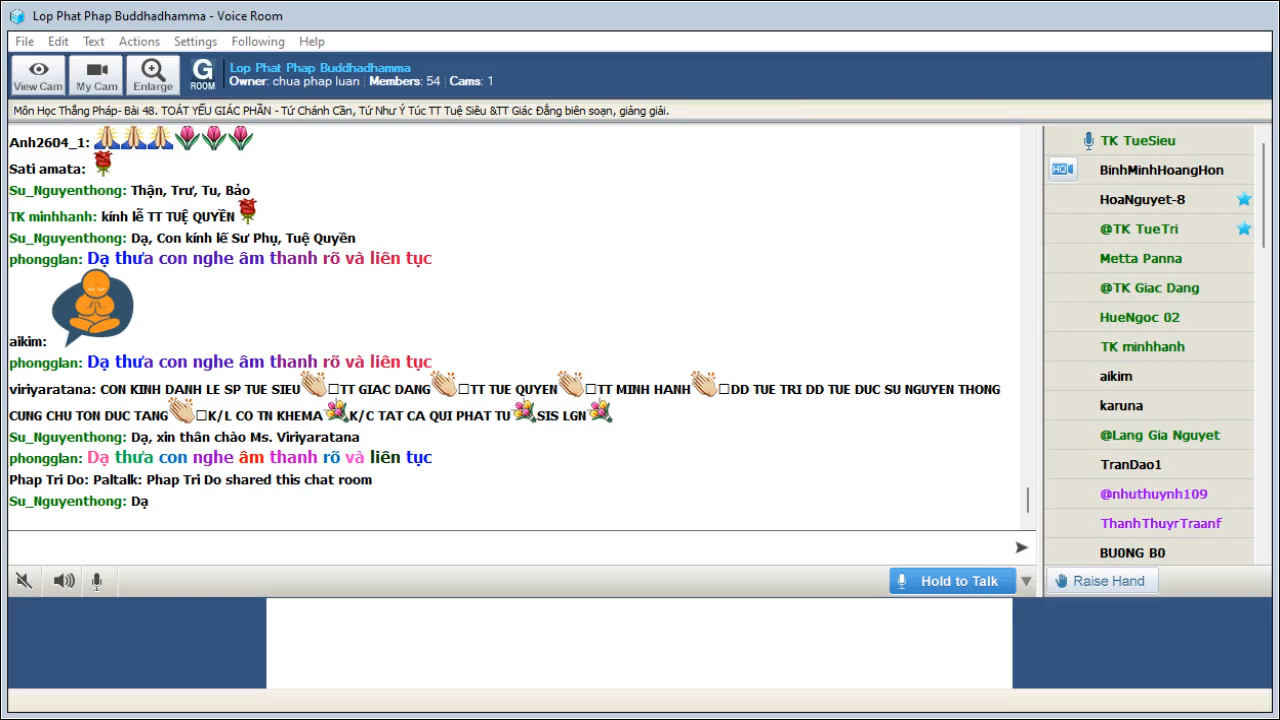 Lop Phat Phap Buddhadhamma - Voice Room
File Edit Text Actions Settings Following Help
View Cam My Cam Enlarge G ROOM
Lop Phat Phap Buddhadhamma
Owner: chua phap luan Members: 54 Cams: 1
Môn Học Thắng Pháp- Bài 48. TOÁT YẾU GIÁC PHẦN - Tứ Chánh Cần, Tứ Như Ý Túc TT Tuệ Siêu &TT Giác Đẳng biên soạn, giảng giải.
Anh2604_1:
Sati amata:
Su_Nguyenthong: Thận, Trư, Tu, Bảo
TK minhhanh: kính lễ TT TUỆ QUYỀN
Su_Nguyenthong: Dạ, Con kính lễ Sư Phụ, Tuệ Quyền
phongglan: Dạ thưa con nghe âm thanh rõ và liên tục
aikim:
phongglan: Dạ thưa con nghe âm thanh rõ và liên tục
viriyaratana: CON KINH DANH LE SP TUE SIEU TT GIAC DANG TT TUE QUYEN TT MINH HANH DD TUE TRI DD TUE DUC SU NGUYEN THONG
CUNG CHU TON DUC TANG K/L CO TN KHEMA K/C TAT CA QUI PHAT TU SIS LGN
Su_Nguyenthong: Dạ, xin thân chào Ms. Viriyaratana
phongglan: Dạ thưa con nghe âm thanh rõ và liên tục
Phap Tri Do: Paltalk: Phap Tri Do shared this chat room
Su_Nguyenthong: Dạ
Hold to Talk
TK TueSieu
HQ BinhMinhHoangHon
HoaNguyet-8
@TK TueTri
Metta Panna
@TK Giac Dang
HueNgoc 02
TK minhhanh
aikim
karuna
@Lang Gia Nguyet
TranDao1
@nhuthuynh109
ThanhThuyrTraanf
BU0NG B0
Raise Hand